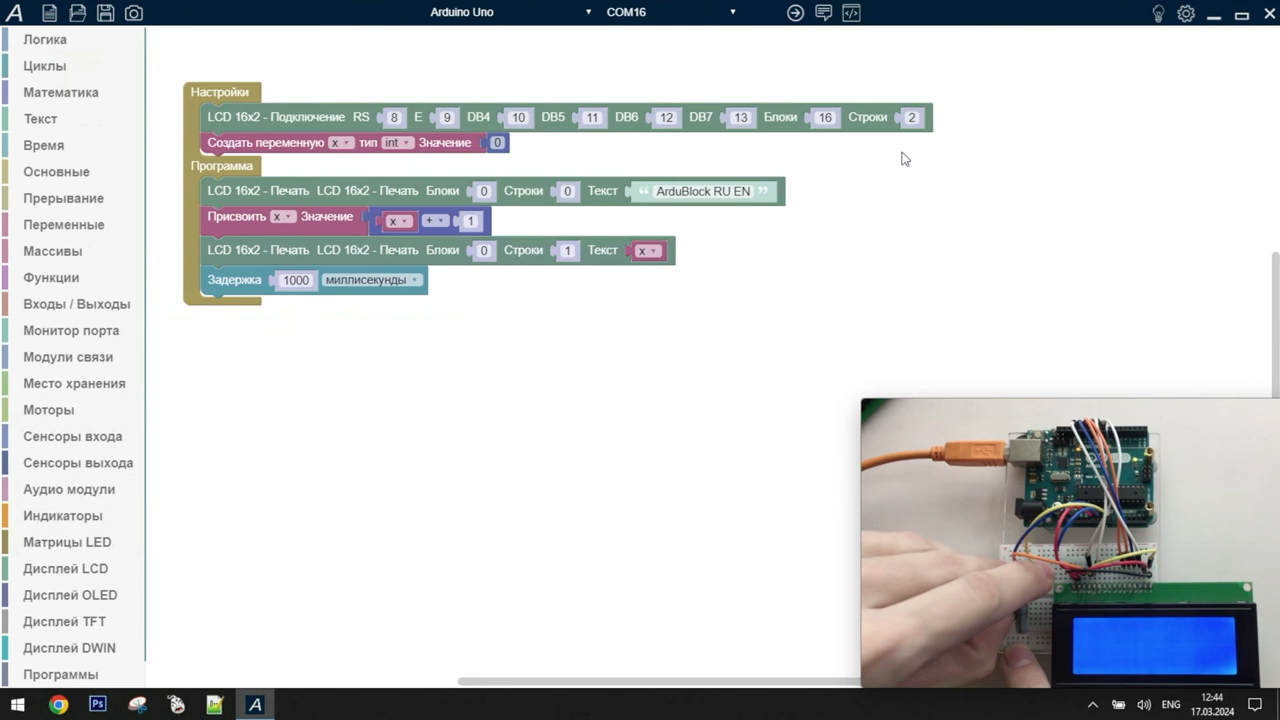 Arduino Uno COM16
Логика
Циклы
Математика
Текст
Время
Основные
Прерывание
Переменные
Массивы
Функции
Входы / Выходы
Монитор порта
Модули связи
Место хранения
Моторы
Сенсоры входа
Сенсоры выхода
Аудио модули
Индикаторы
Матрицы LED
Дисплей LCD
Дисплей OLED
Дисплей TFT
Дисплей DWIN
Программы
Настройки
LCD 16x2 - Подключение RS 8 E 9 DB4 10 DB5 11 DB6 12 DB7 13 Блоки 16 Строки 2
Создать переменную x тип int Значение 0
Программа
LCD 16x2 - Печать LCD 16x2 - Печать Блоки 0 Строки 0 Текст “ ArduBlock RU EN ”
Присвоить x Значение x + 1
LCD 16x2 - Печать LCD 16x2 - Печать Блоки 0 Строки 1 Текст x
Задержка 1000 миллисекунды
ENG
12:44
17.03.2024